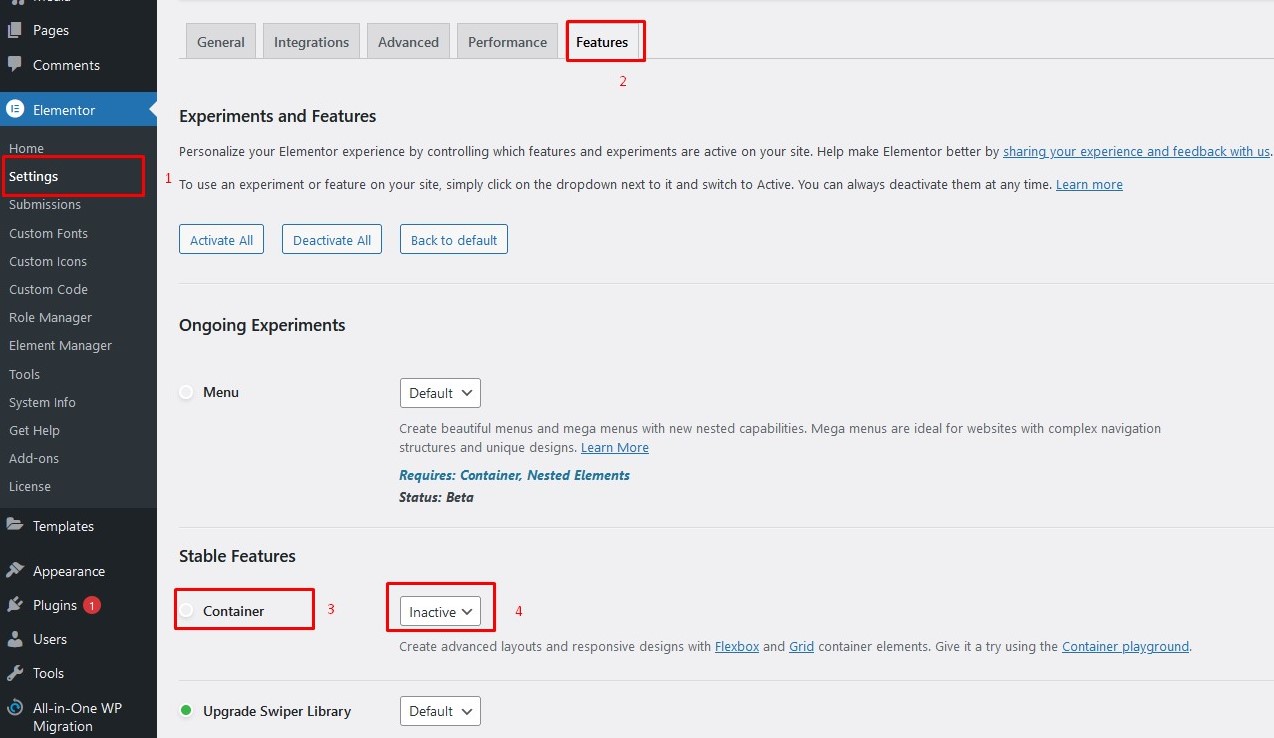 Media
Pages
Comments
Elementor
Home
Settings
Submissions
Custom Fonts
Custom Icons
Custom Code
Role Manager
Element Manager
Tools
System Info
Get Help
Add-ons
License
Templates
Appearance
Plugins 1
Users
Tools
All-in-One WP
Migration
General Integrations Advanced Performance Features
2
Experiments and Features
Personalize your Elementor experience by controlling which features and experiments are active on your site. Help make Elementor better by sharing your experience and feedback with us.
1
To use an experiment or feature on your site, simply click on the dropdown next to it and switch to Active. You can always deactivate them at any time. Learn more
Activate All Deactivate All Back to default
Ongoing Experiments
Menu Default
Create beautiful menus and mega menus with new nested capabilities. Mega menus are ideal for websites with complex navigation
structures and unique designs. Learn More
Requires: Container, Nested Elements
Status: Beta
Stable Features
Container 3 Inactive 4
Create advanced layouts and responsive designs with Flexbox and Grid container elements. Give it a try using the Container playground.
Upgrade Swiper Library Default